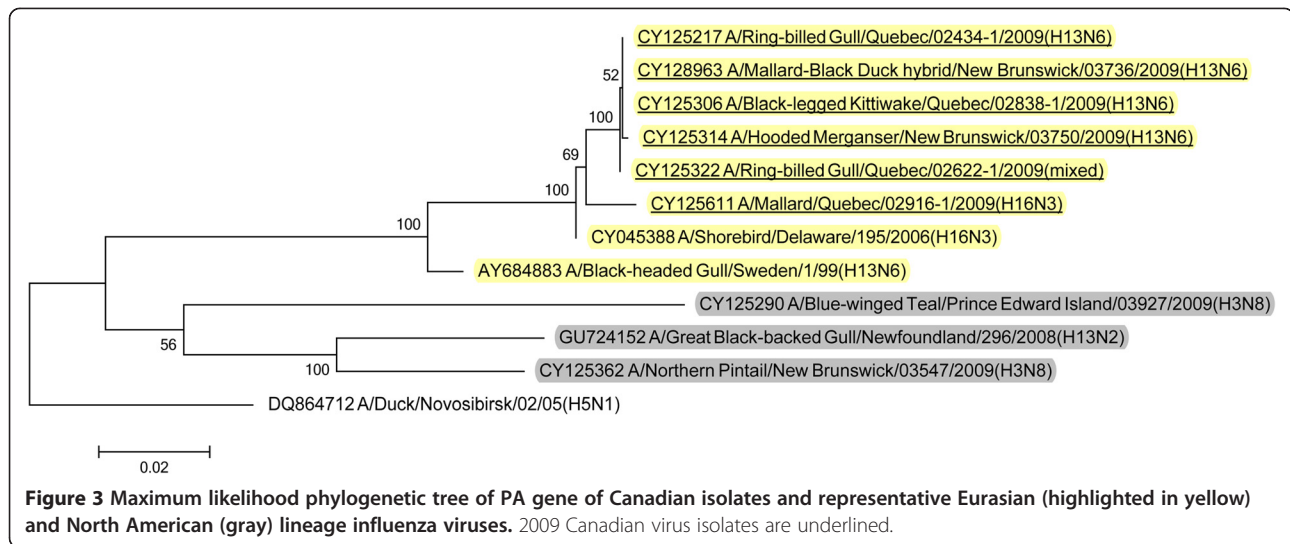 CY125217 A/Ring-billed Gull/Quebec/02434-1/2009(H13N6)
52
CY128963 A/Mallard-Black Duck hybrid/New Brunswick/03736/2009(H13N6)
CY125306 A/Black-legged Kittiwake/Quebec/02838-1/2009(H13N6)
100
CY125314 A/Hooded Merganser/New Brunswick/03750/2009(H13N6)
69
CY125322 A/Ring-billed Gull/Quebec/02622-1/2009(mixed)
100
CY125611 A/Mallard/Quebec/02916-1/2009(H16N3)
100
CY045388 A/Shorebird/Delaware/195/2006(H16N3)
AY684883 A/Black-headed Gull/Sweden/1/99(H13N6)
CY125290 A/Blue-winged Teal/Prince Edward Island/03927/2009(H3N8)
56
GU724152 A/Great Black-backed Gull/Newfoundland/296/2008(H13N2)
100
CY125362 A/Northern Pintail/New Brunswick/03547/2009(H3N8)
DQ864712 A/Duck/Novosibirsk/02/05(H5N1)
0.02
Figure 3 Maximum likelihood phylogenetic tree of PA gene of Canadian isolates and representative Eurasian (highlighted in yellow)
and North American (gray) lineage influenza viruses. 2009 Canadian virus isolates are underlined.